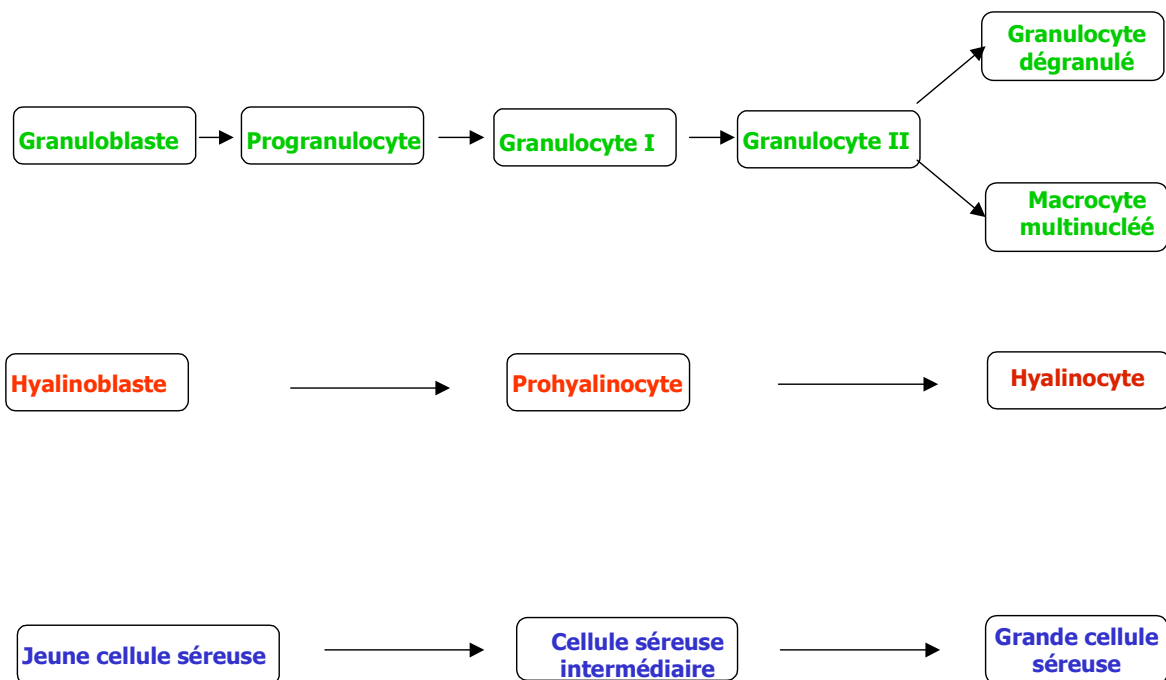 Granulocyte
dégranulé
Granuloblaste
Progranulocyte
Granulocyte I
Granulocyte II
Macrocyte
multinucléé
Hyalinoblaste
Prohyalinocyte
Hyalinocyte
Jeune cellule séreuse
Cellule séreuse
intermédiaire
Grande cellule
séreuse